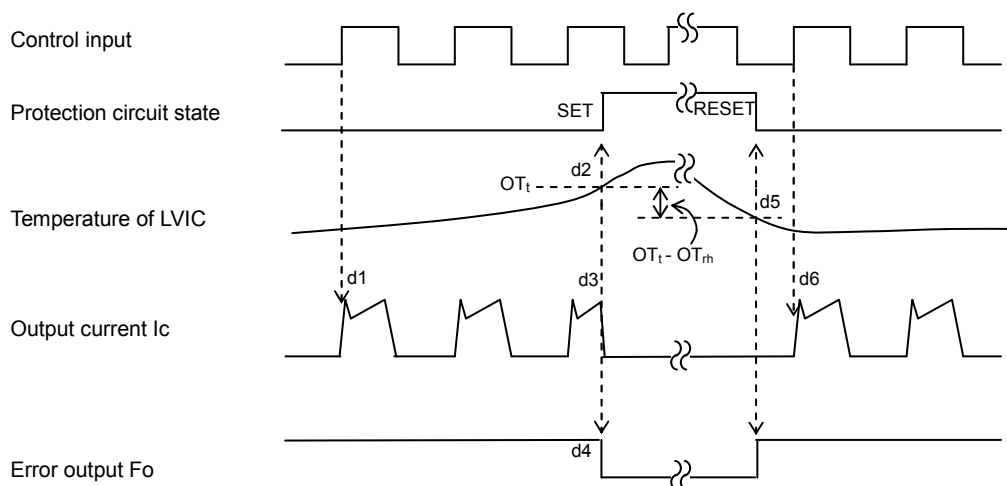 Control input
Protection circuit state
SET
RESET
d2
OTt
d5
Temperature of LVIC
OTt - OTrh
d1
d3
d6
Output current Ic
d4
Error output Fo